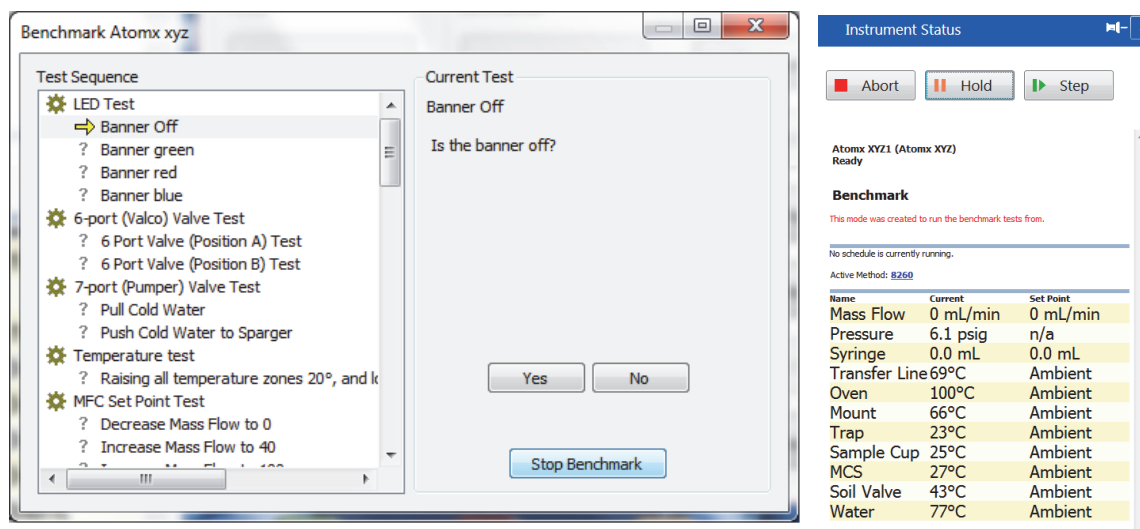 Benchmark Atomx xyz
Test Sequence
LED Test
Banner Off
? Banner green
? Banner red
? Banner blue
6-port (Valco) Valve Test
? 6 Port Valve (Position A) Test
? 6 Port Valve (Position B) Test
7-port (Pumper) Valve Test
? Pull Cold Water
? Push Cold Water to Sparger
Temperature test
? Raising all temperature zones 20°, and
MFC Set Point Test
? Decrease Mass Flow to 0
? Increase Mass Flow to 40
Current Test
Banner Off
Is the banner off?
Yes No
Stop Benchmark
Instrument Status
Abort Hold Step
Atomx XYZ1 (Atomx XYZ)
Ready
Benchmark
This mode was created to run the benchmark tests from.
No schedule is currently running.
Active Method: 8260
Name Current Set Point
Mass Flow 0 mL/min 0 mL/min
Pressure 6.1 psig n/a
Syringe 0.0 mL 0.0 mL
Transfer Line 69°C Ambient
Oven 100°C Ambient
Mount 66°C Ambient
Trap 23°C Ambient
Sample Cup 25°C Ambient
MCS 27°C Ambient
Soil Valve 43°C Ambient
Water 77°C Ambient